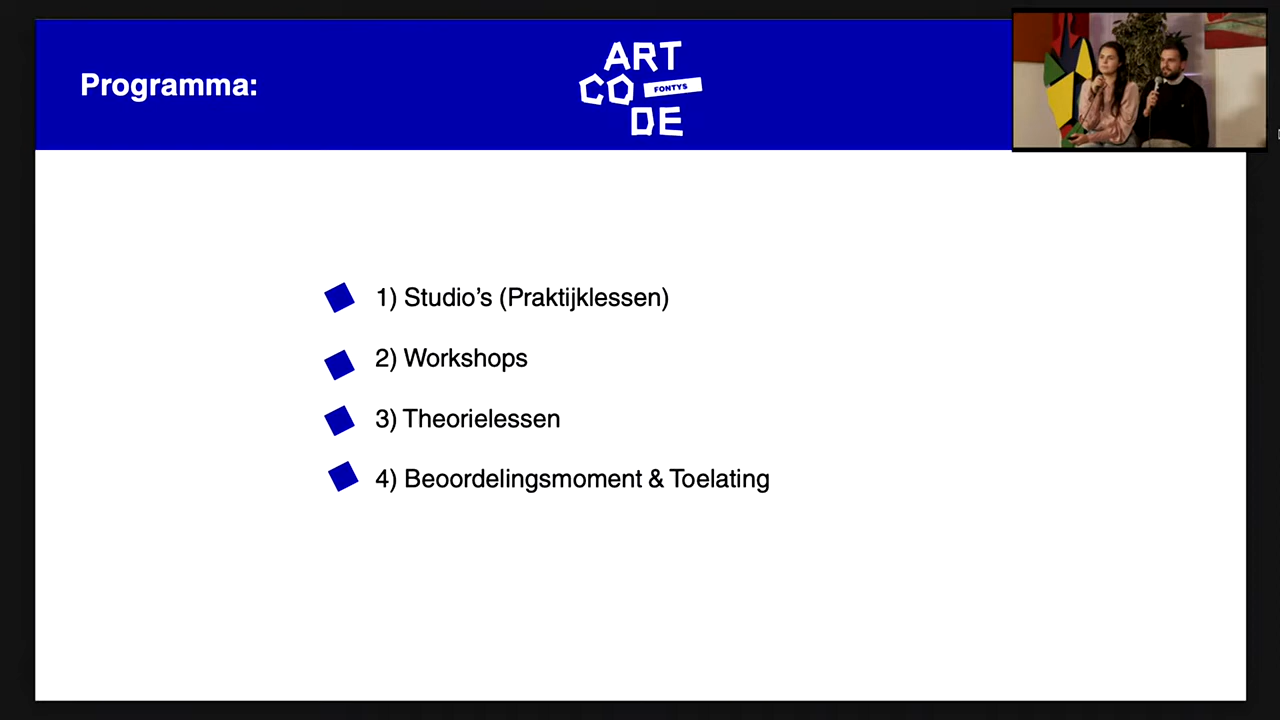 Programma:
ART
CO FONTYS
DE
1) Studio’s (Praktijklessen)
2) Workshops
3) Theorielessen
4) Beoordelingsmoment & Toelating